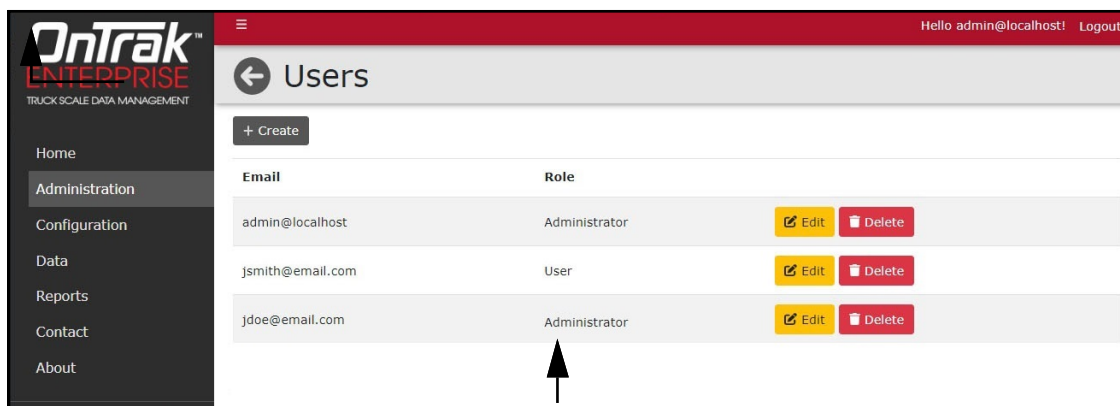 OnTrak™
ENTERPRISE
TRUCK SCALE DATA MANAGEMENT
Home
Administration
Configuration
Data
Reports
Contact
About
Hello admin@localhost! Logout
Users
+ Create
Email Role
admin@localhost Administrator Edit Delete
jsmith@email.com User Edit Delete
jdoe@email.com Administrator Edit Delete